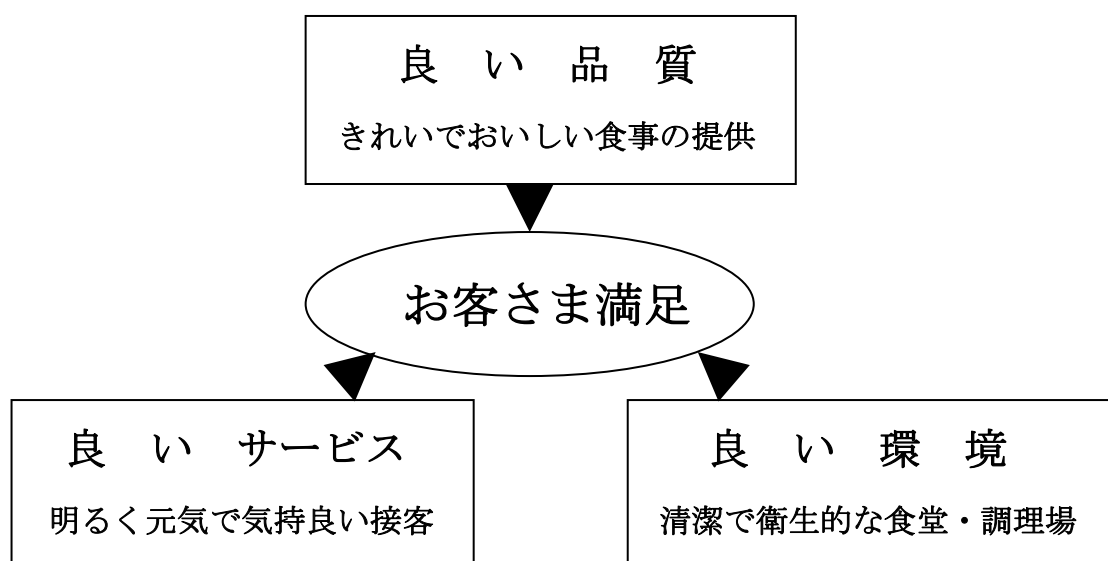 良　い　品　質
きれいでおいしい食事の提供
お客さま満足
良　い　サービス
明るく元気で気持良い接客
良　い　環　境
清潔で衛生的な食堂・調理場